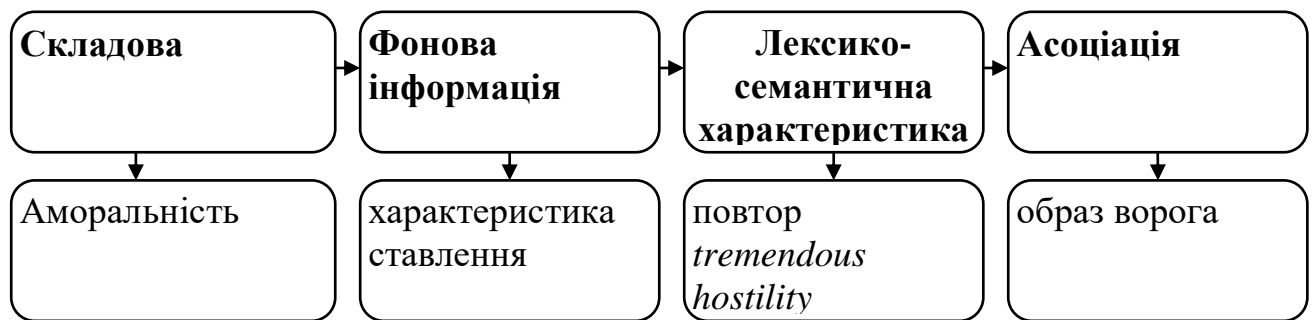 Складова
Фонова
інформація
Лексико-
семантична
характеристика
Асоціація
Аморальність
характеристика
ставлення
повтор
tremendous
hostility
образ ворога